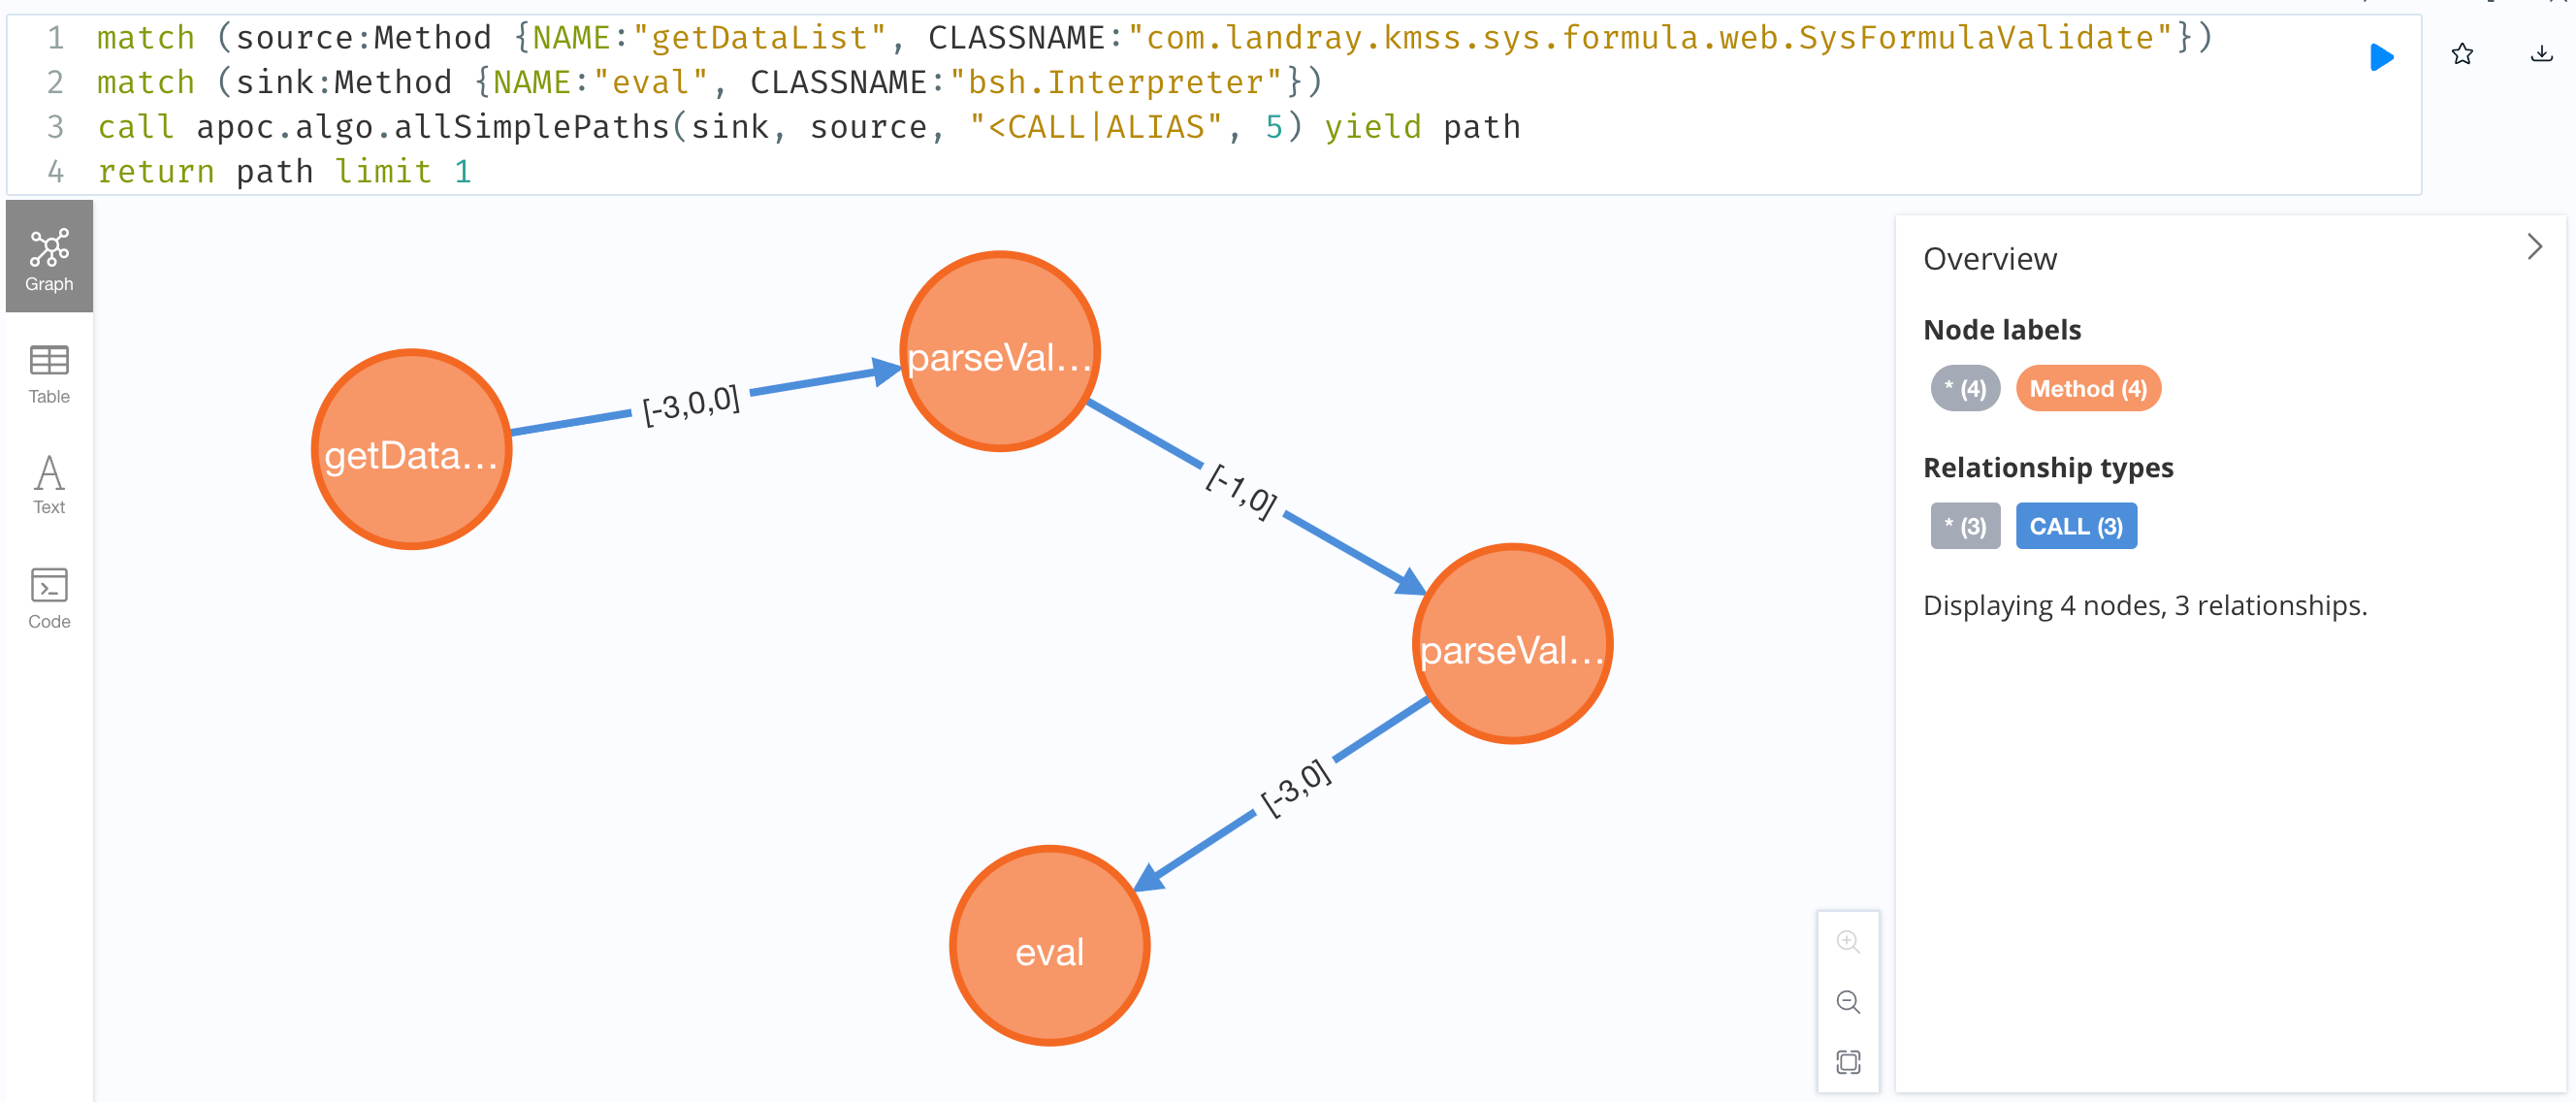 1 match (source:Method {NAME:"getDataList", CLASSNAME:"com.landray.kmss.sys.formula.web.SysFormulaValidate"})
2 match (sink:Method {NAME:"eval", CLASSNAME:"bsh.Interpreter"})
3 call apoc.algo.allSimplePaths(sink, source, "<CALL|ALIAS", 5) yield path
4 return path limit 1
Graph
Table
Text
Code
getData...
[-3,0,0]
parseVal...
[-1,0]
parseVal...
[-3,0]
eval
Overview
Node labels
* (4) Method (4)
Relationship types
* (3) CALL (3)
Displaying 4 nodes, 3 relationships.